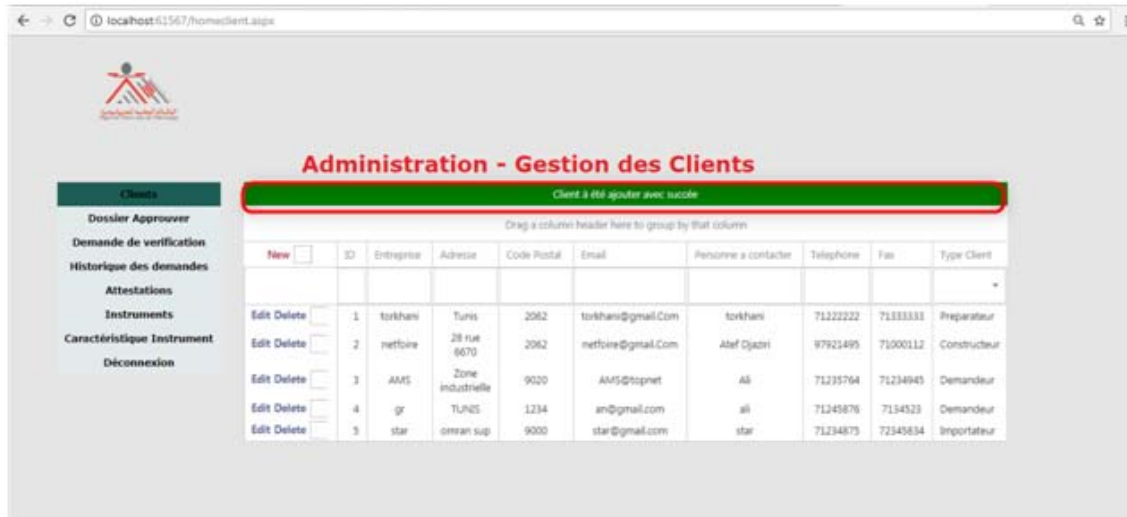 localhost:61567/homeclient.aspx
Administration - Gestion des Clients
Clients
Dossier Approuver
Demande de verification
Historique des demandes
Attestations
Instruments
Caractéristique Instrument
Déconnexion
Client à été ajouter avec succée
Drag a column header here to group by that column
New ID Entreprise Adresse Code Postal Email Personne a contacter Telephone Fax Type Client
Edit Delete 1 torkhani Tunis 2062 torkhani@gmail.Com torkhani 71222222 71333333 Preparateur
Edit Delete 2 netfoire 28 rue 6670 2062 netfoire@gmail.Com Atef Djaziri 97921495 71000112 Constructeur
Edit Delete 3 AMS Zone industrielle 9020 AMS@topnet Ali 71235764 71234945 Demandeur
Edit Delete 4 gr TUNIS 1234 an@gmail.com ali 71245876 7134523 Demandeur
Edit Delete 5 star omran sup 9000 star@gmail.com star 71234875 72345834 Importateur